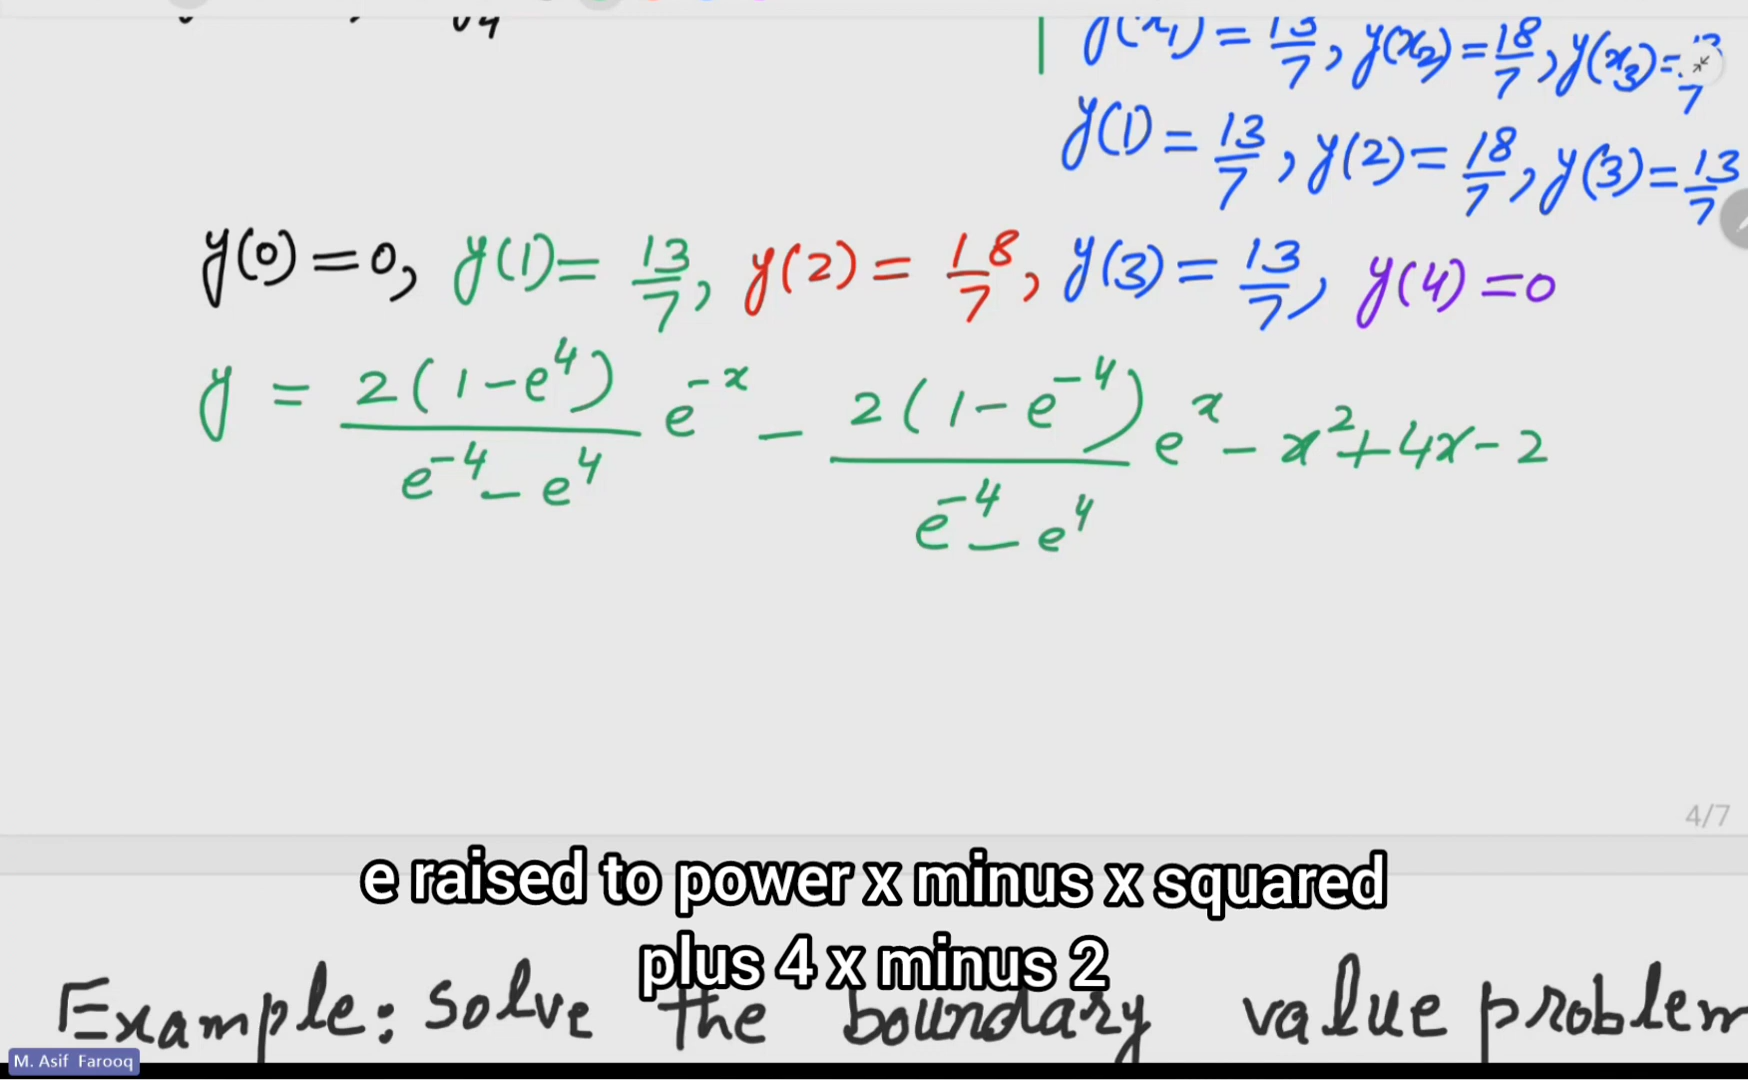 y(x₁) = 13/7, y(x₂) = 18/7, y(x₃) =
y(1) = 13/7, y(2) = 18/7, y(3) = 13/7
y(0) = 0, y(1) = 13/7, y(2) = 18/7, y(3) = 13/7, y(4) = 0
y = 2(1 - e⁴)/(e⁻⁴ - e⁴) e⁻ˣ - 2(1 - e⁻⁴)/(e⁻⁴ - e⁴) eˣ - x² + 4x - 2
4/7
e raised to power x minus x squared
plus 4 x minus 2
Example: solve the boundary value problem
M. Asif Farooq